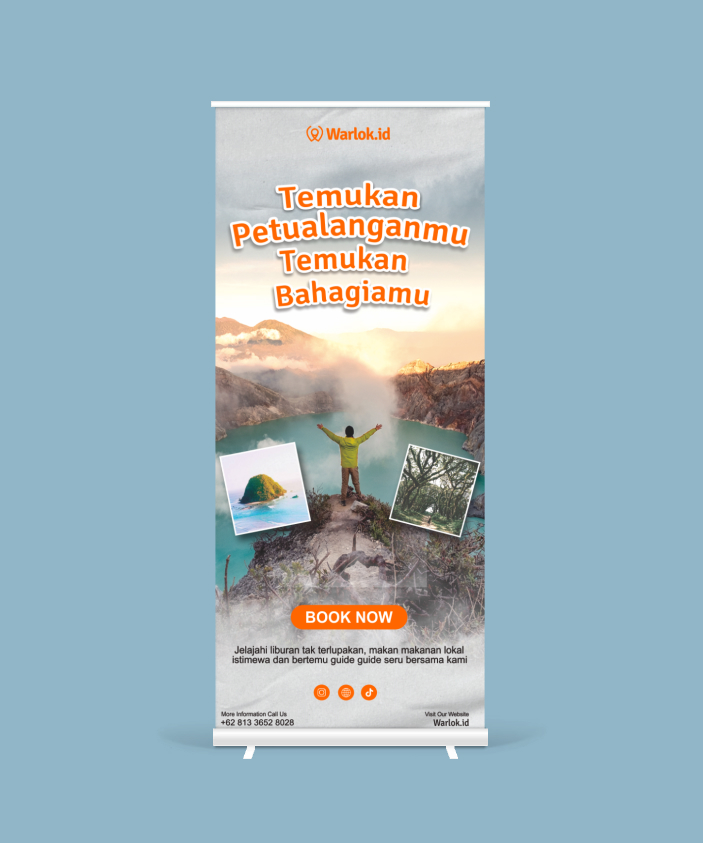 Warlok.id
Temukan
Petualanganmu
Temukan
Bahagiamu
BOOK NOW
Jelajahi liburan tak terlupakan, makan makanan lokal
istimewa dan bertemu guide guide seru bersama kami
More Information Call Us
+62 813 3652 8028
Visit Our Website
Warlok.id